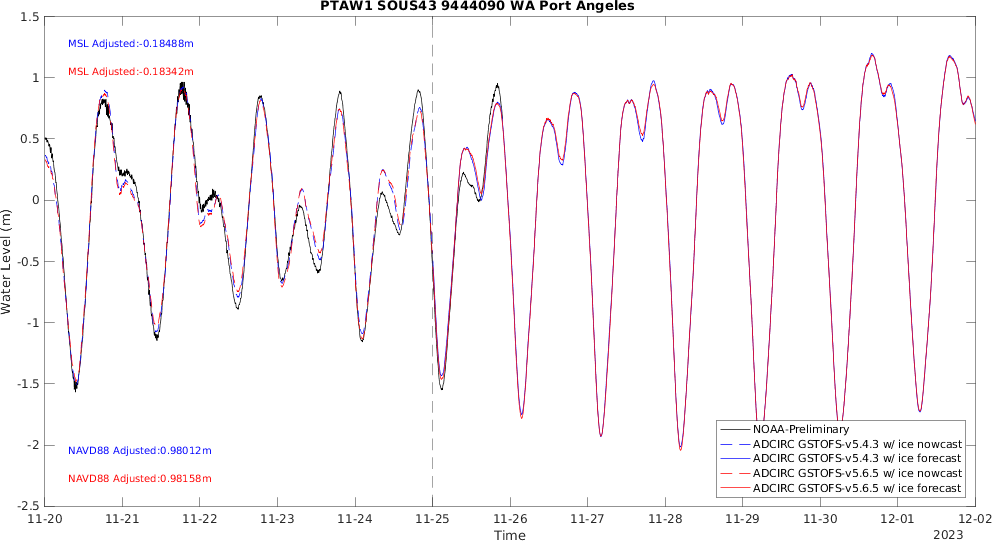 PTAW1 SOUS43 9444090 WA Port Angeles
1.5
MSL Adjusted:-0.18488m
MSL Adjusted:-0.18342m
1
0.5
0
-0.5
-1
-1.5
-2
-2.5
Water Level (m)
NAVD88 Adjusted:0.98012m
NAVD88 Adjusted:0.98158m
NOAA-Preliminary
ADCIRC GSTOFS-v5.4.3 w/ ice nowcast
ADCIRC GSTOFS-v5.4.3 w/ ice forecast
ADCIRC GSTOFS-v5.6.5 w/ ice nowcast
ADCIRC GSTOFS-v5.6.5 w/ ice forecast
11-20 11-21 11-22 11-23 11-24 11-25 11-26 11-27 11-28 11-29 11-30 12-01 12-02
Time
2023